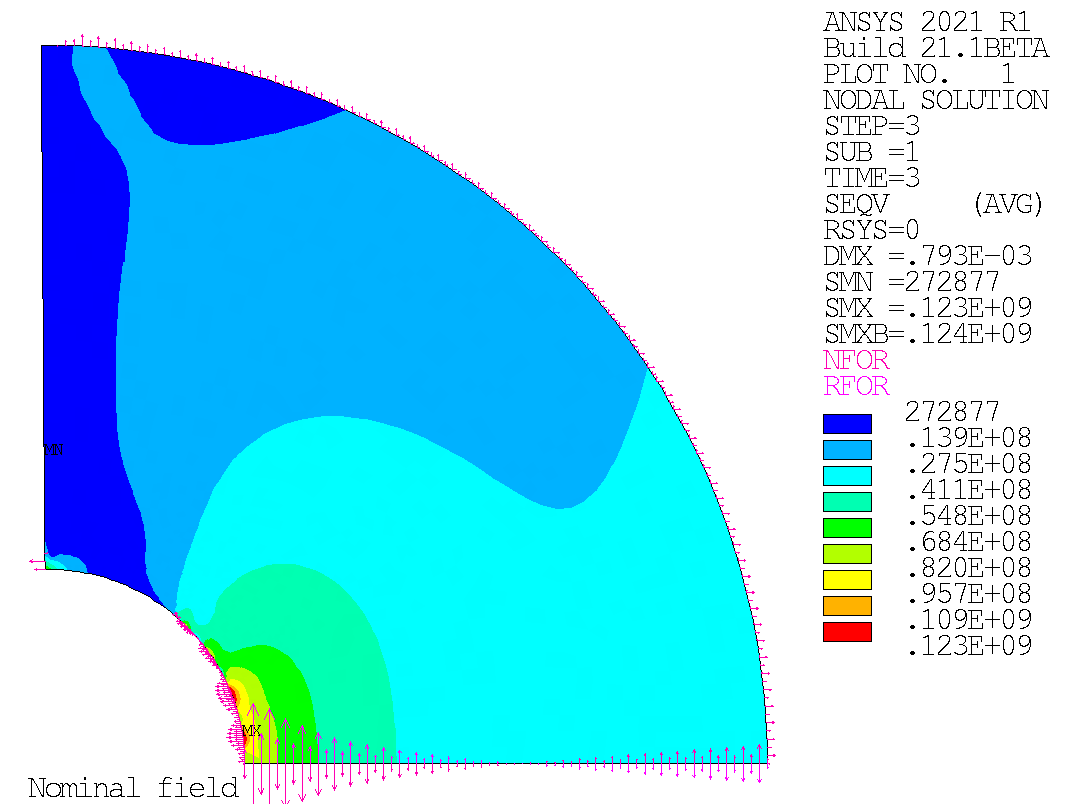 ANSYS 2021 R1
Build 21.1BETA
PLOT NO. 1
NODAL SOLUTION
STEP=3
SUB =1
TIME=3
SEQV (AVG)
RSYS=0
DMX =.793E-03
SMN =272877
SMX =.123E+09
SMXB=.124E+09
NFOR
RFOR
272877
.139E+08
.275E+08
.411E+08
.548E+08
.684E+08
.820E+08
.957E+08
.109E+09
.123E+09
MN
MX
Nominal field